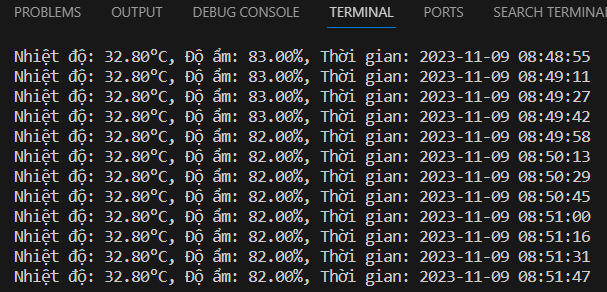 PROBLEMS OUTPUT DEBUG CONSOLE TERMINAL PORTS SEARCH TERMINAL
Nhiệt độ: 32.80°C, Độ ẩm: 83.00%, Thời gian: 2023-11-09 08:48:55
Nhiệt độ: 32.80°C, Độ ẩm: 83.00%, Thời gian: 2023-11-09 08:49:11
Nhiệt độ: 32.80°C, Độ ẩm: 83.00%, Thời gian: 2023-11-09 08:49:27
Nhiệt độ: 32.80°C, Độ ẩm: 83.00%, Thời gian: 2023-11-09 08:49:42
Nhiệt độ: 32.80°C, Độ ẩm: 82.00%, Thời gian: 2023-11-09 08:49:58
Nhiệt độ: 32.80°C, Độ ẩm: 82.00%, Thời gian: 2023-11-09 08:50:13
Nhiệt độ: 32.80°C, Độ ẩm: 82.00%, Thời gian: 2023-11-09 08:50:29
Nhiệt độ: 32.80°C, Độ ẩm: 82.00%, Thời gian: 2023-11-09 08:50:45
Nhiệt độ: 32.80°C, Độ ẩm: 82.00%, Thời gian: 2023-11-09 08:51:00
Nhiệt độ: 32.80°C, Độ ẩm: 82.00%, Thời gian: 2023-11-09 08:51:16
Nhiệt độ: 32.80°C, Độ ẩm: 82.00%, Thời gian: 2023-11-09 08:51:31
Nhiệt độ: 32.80°C, Độ ẩm: 82.00%, Thời gian: 2023-11-09 08:51:47